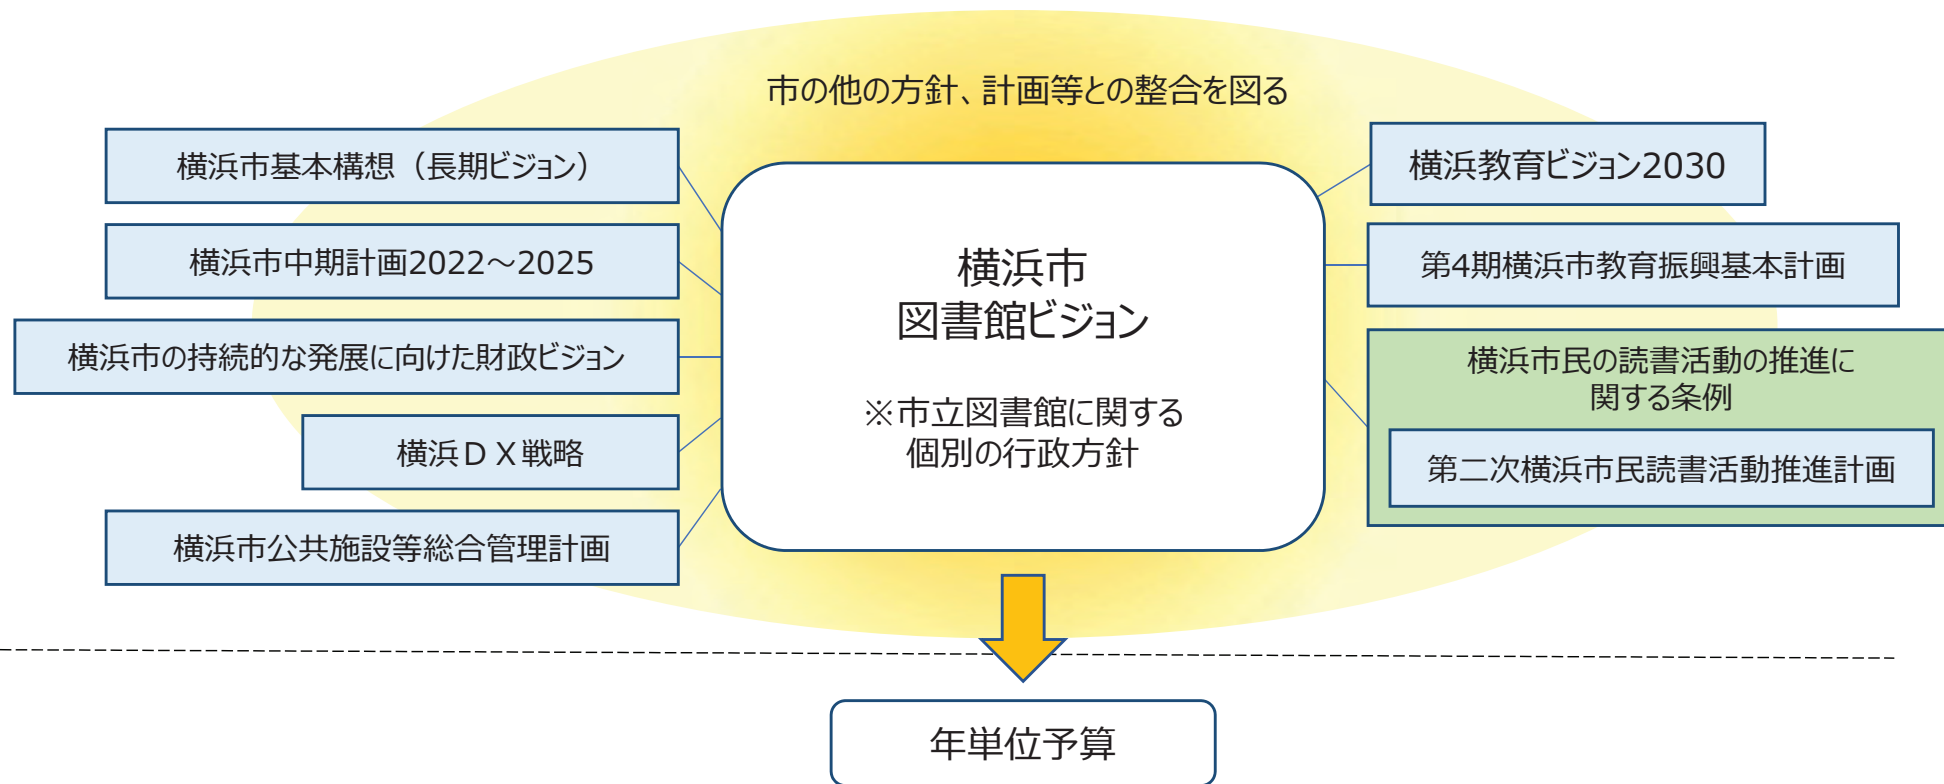 市の他の方針、計画等との整合を図る
横浜市基本構想（長期ビジョン）
横浜市中期計画2022～2025
横浜市の持続的な発展に向けた財政ビジョン
横浜ＤＸ戦略
横浜市公共施設等総合管理計画
横浜市
図書館ビジョン
※市立図書館に関する
個別の行政方針
横浜教育ビジョン2030
第4期横浜市教育振興基本計画
横浜市民の読書活動の推進に
関する条例
第二次横浜市民読書活動推進計画
年単位予算